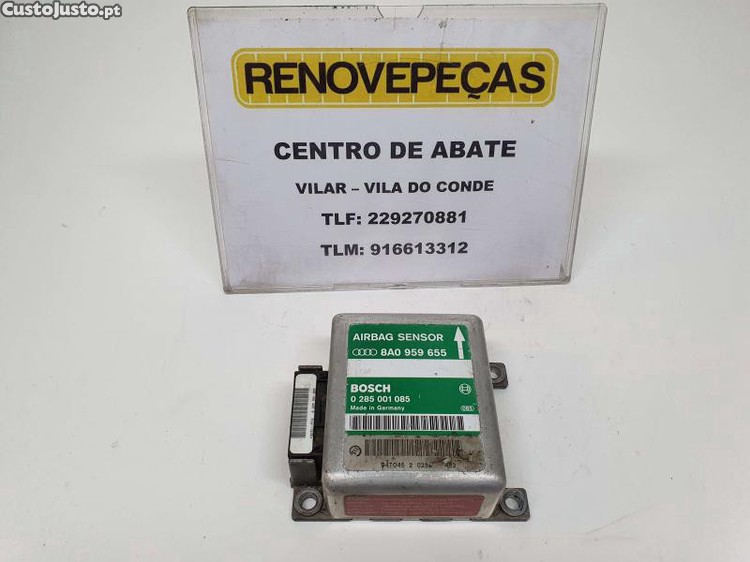 CustoJusto.pt
RENOVEPEÇAS
CENTRO DE ABATE
VILAR – VILA DO CONDE
TLF: 229270881
TLM: 916613312
AIRBAG SENSOR
8A0 959 655
BOSCH
0 285 001 085
Made in Germany